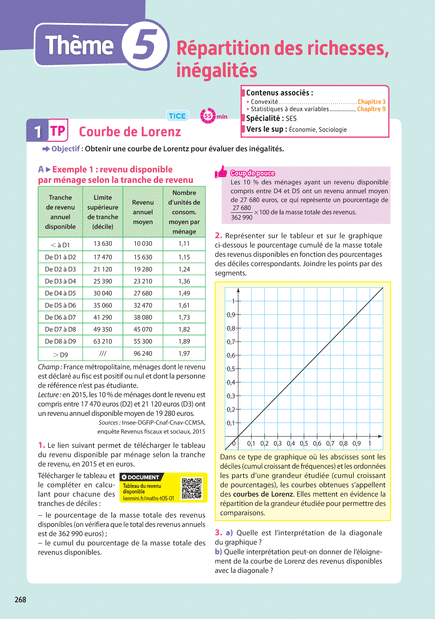 Thème 5
Répartition des richesses,
inégalités
Contenus associés :
• Convexité ........ Chapitre 3
• Statistiques à deux variables ........ Chapitre 9
Spécialité : SES
Vers le sup : Économie, Sociologie
TICE
55 min
1 TP Courbe de Lorenz
➡ Objectif : Obtenir une courbe de Lorentz pour évaluer des inégalités.
A ▸ Exemple 1 : revenu disponible
par ménage selon la tranche de revenu
Tranche de revenu annuel disponible | Limite supérieure de tranche (décile) | Revenu annuel moyen | Nombre d'unités de consom. moyen par ménage
< à D1 | 13 630 | 10 030 | 1,11
De D1 à D2 | 17 470 | 15 630 | 1,15
De D2 à D3 | 21 120 | 19 280 | 1,24
De D3 à D4 | 25 390 | 23 210 | 1,36
De D4 à D5 | 30 040 | 27 680 | 1,49
De D5 à D6 | 35 060 | 32 470 | 1,61
De D6 à D7 | 41 290 | 38 080 | 1,73
De D7 à D8 | 49 350 | 45 070 | 1,82
De D8 à D9 | 63 210 | 55 300 | 1,89
> D9 | /// | 96 240 | 1,97
Champ : France métropolitaine, ménages dont le revenu
est déclaré au fisc est positif ou nul et dont la personne
de référence n'est pas étudiante.
Lecture : en 2015, les 10 % de ménages dont le revenu est
compris entre 17 470 euros (D2) et 21 120 euros (D3) ont
un revenu annuel disponible moyen de 19 280 euros.
Sources : Insee-DGFiP-Cnaf-Cnav-CCMSA,
enquête Revenus fiscaux et sociaux, 2015
1. Le lien suivant permet de télécharger le tableau
du revenu disponible par ménage selon la tranche
de revenu, en 2015 et en euros.
Télécharger le tableau et
le compléter en calcu-
lant pour chacune des
tranches de déciles :
DOCUMENT
Tableau du revenu
disponible
lienmini.fr/maths-t05-01
– le pourcentage de la masse totale des revenus
disponibles (on vérifiera que le total des revenus annuels
est de 362 990 euros) ;
– le cumul du pourcentage de la masse totale des
revenus disponibles.
Coup de pouce
Les 10 % des ménages ayant un revenu disponible
compris entre D4 et D5 ont un revenu annuel moyen
de 27 680 euros, ce qui représente un pourcentage de
27 680
362 990 × 100 de la masse totale des revenus.
2. Représenter sur le tableur et sur le graphique
ci-dessous le pourcentage cumulé de la masse totale
des revenus disponibles en fonction des pourcentages
des déciles correspondants. Joindre les points par des
segments.
1
0,9
0,8
0,7
0,6
0,5
0,4
0,3
0,2
0,1
0 0,1 0,2 0,3 0,4 0,5 0,6 0,7 0,8 0,9 1
Dans ce type de graphique où les abscisses sont les
déciles (cumul croissant de fréquences) et les ordonnées
les parts d'une grandeur étudiée (cumul croissant
de pourcentages), les courbes obtenues s'appellent
des courbes de Lorenz. Elles mettent en évidence la
répartition de la grandeur étudiée pour permettre des
comparaisons.
3. a) Quelle est l'interprétation de la diagonale
du graphique ?
b) Quelle interprétation peut-on donner de l'éloigne-
ment de la courbe de Lorenz des revenus disponibles
avec la diagonale ?
268